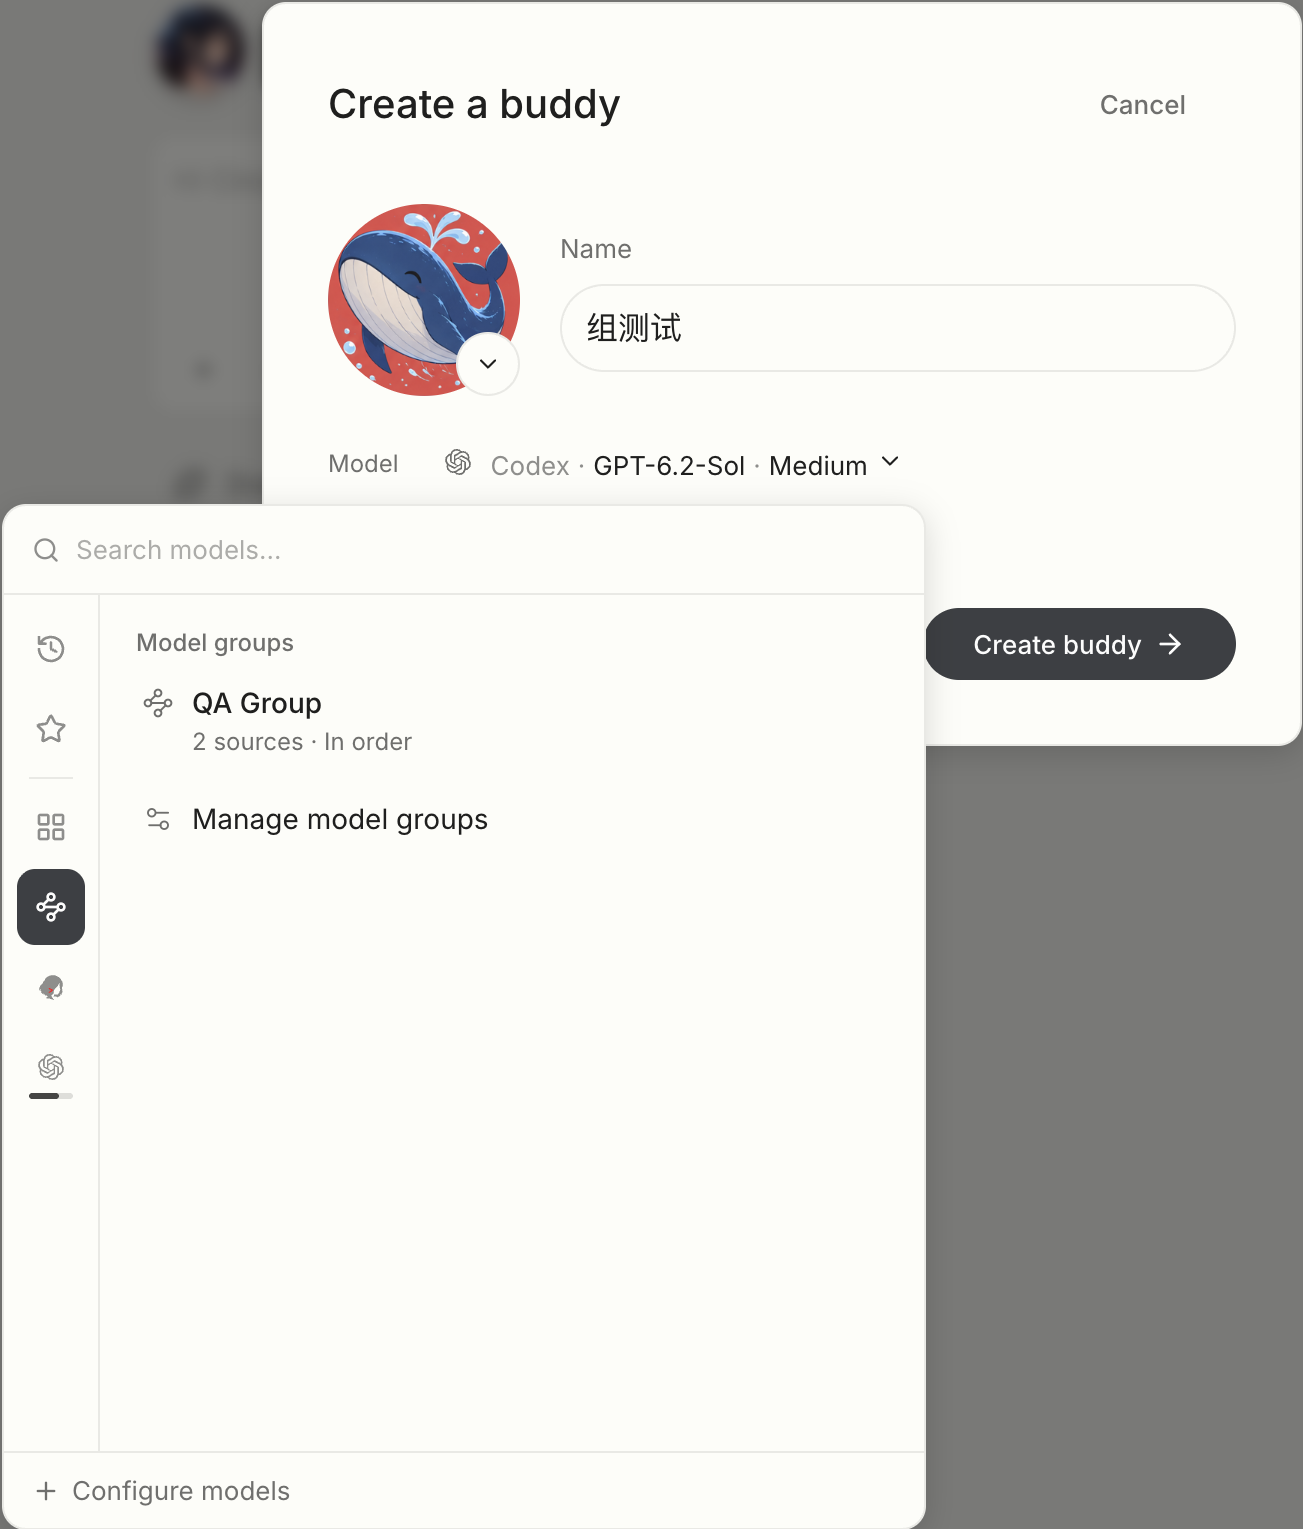 Create a buddy
Cancel
Name
组测试
Model
Codex · GPT-6.2-Sol · Medium
Search models...
Model groups
QA Group
2 sources · In order
Manage model groups
Create buddy
Configure models